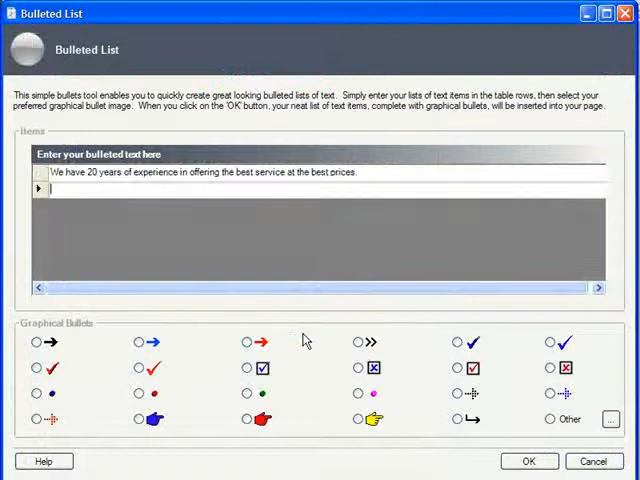 Bulleted List
Bulleted List
This simple bullets tool enables you to quickly create great looking bulleted lists of text. Simply enter your lists of text items in the table rows, then select your
preferred graphical bullet image. When you click on the 'OK' button, your neat list of text items, complete with graphical bullets, will be inserted into your page.
Items
Enter your bulleted text here
We have 20 years of experience in offering the best service at the best prices.
Graphical Bullets
Other
...
Help
OK
Cancel